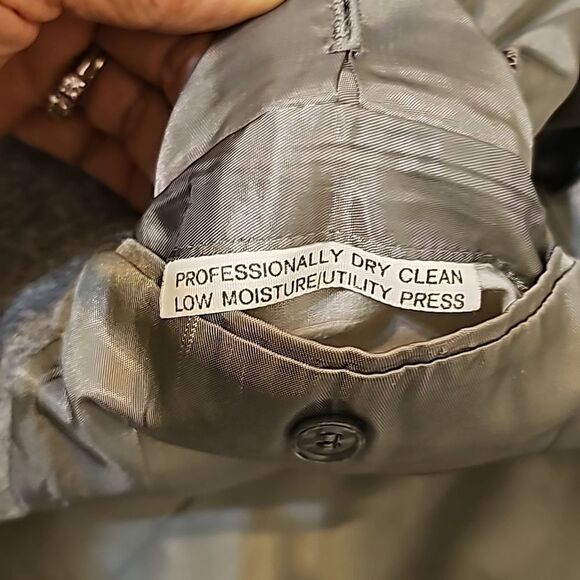 PROFESSIONALLY DRY CLEAN
LOW MOISTURE/UTILITY PRESS